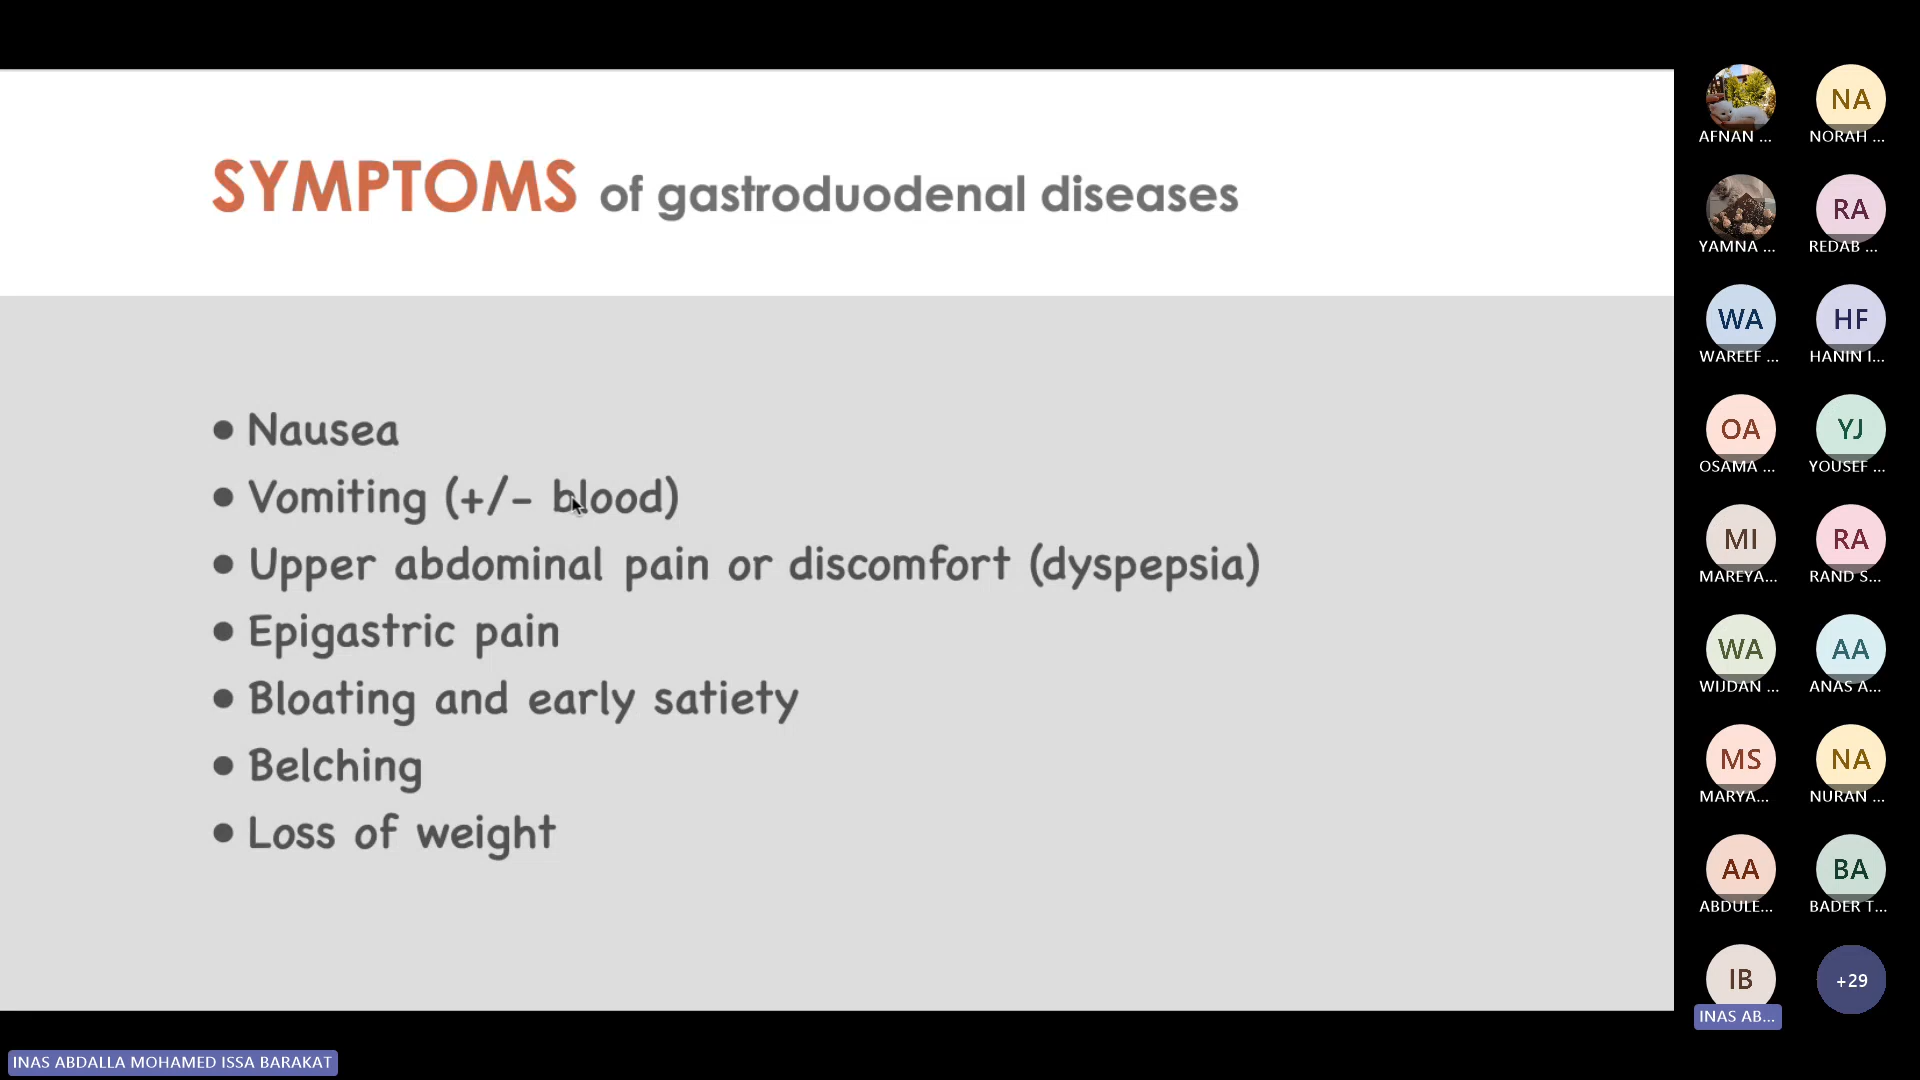 SYMPTOMS of gastroduodenal diseases
• Nausea
• Vomiting (+/- blood)
• Upper abdominal pain or discomfort (dyspepsia)
• Epigastric pain
• Bloating and early satiety
• Belching
• Loss of weight
NA
AFNAN ...
NORAH ...
RA
YAMNA ...
REDAB ...
WA
HF
WAREEF ...
HANIN I...
OA
YJ
OSAMA ...
YOUSEF ...
MI
RA
MAREYA...
RAND S...
WA
AA
WIJDAN ...
ANAS A...
MS
NA
MARYA...
NURAN ...
AA
BA
ABDULE...
BADER T...
IB
+29
INAS AB...
INAS ABDALLA MOHAMED ISSA BARAKAT